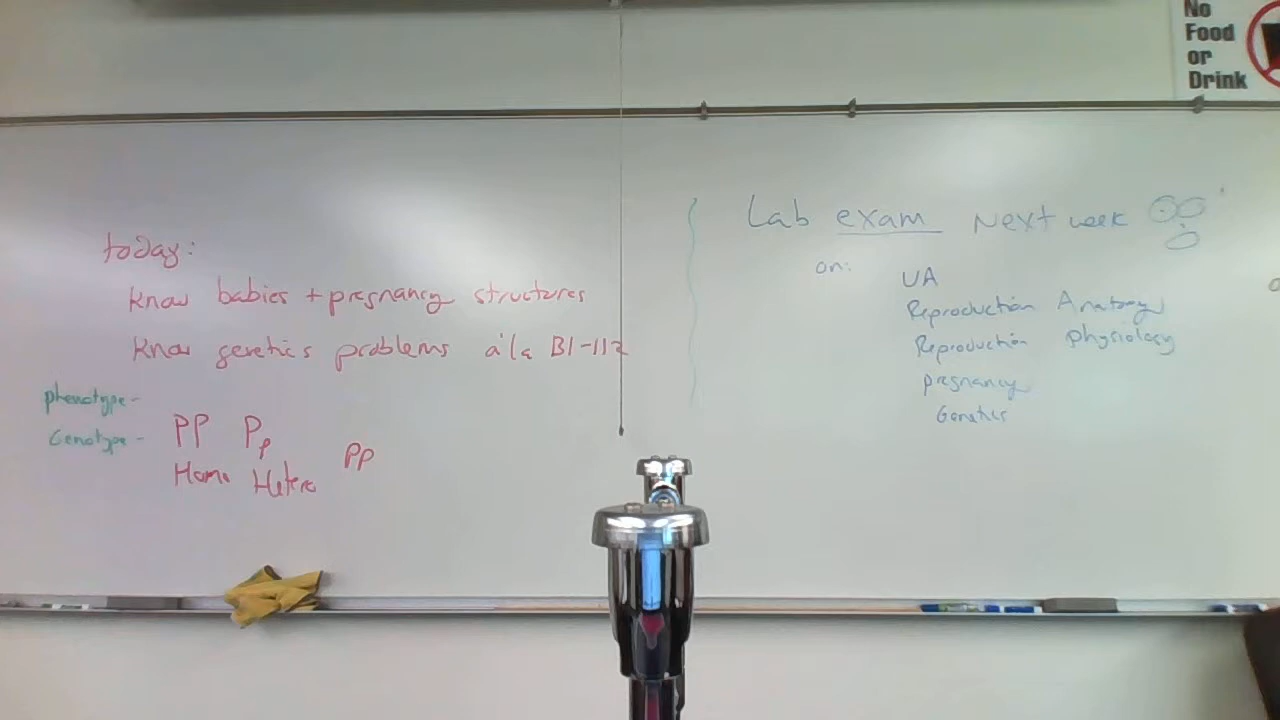 No
Food
or
Drink
today:
Know babies + pregnancy structures
Know genetics problems a'la BI-112
phenotype-
Genotype- PP Pp pp
Homo Hetero
Lab exam Next week
on:
UA
Reproduction Anatomy
Reproduction physiology
pregnancy
Genetics